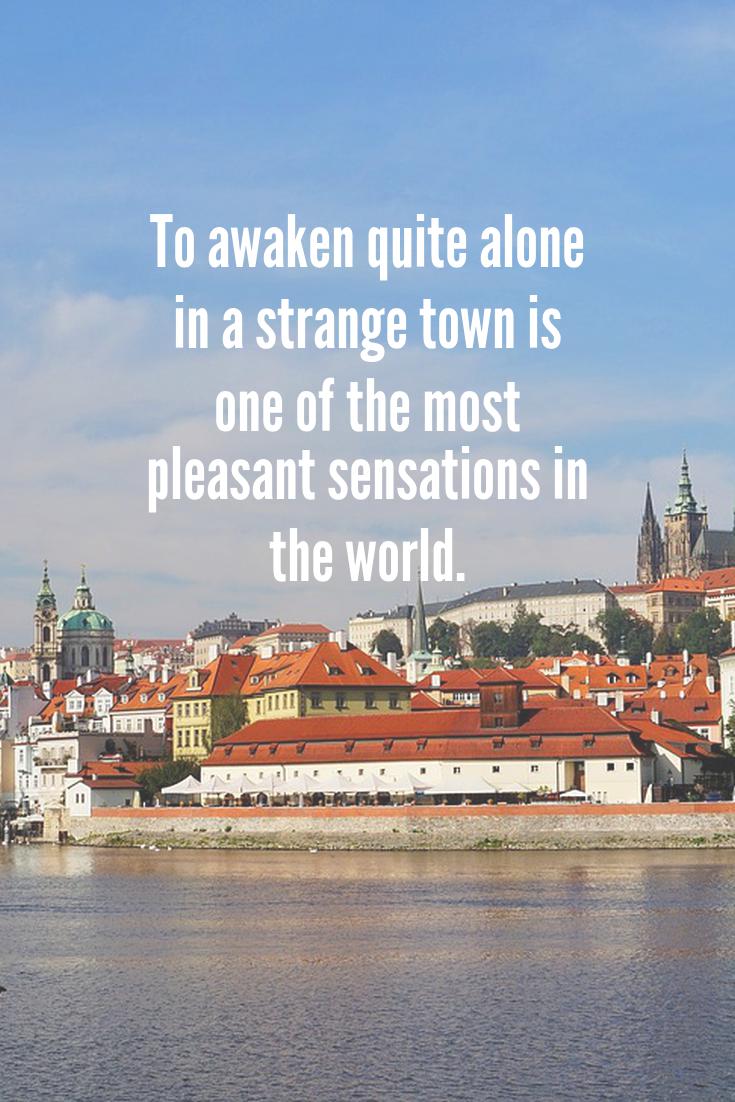 To awaken quite alone
in a strange town is
one of the most
pleasant sensations in
the world.